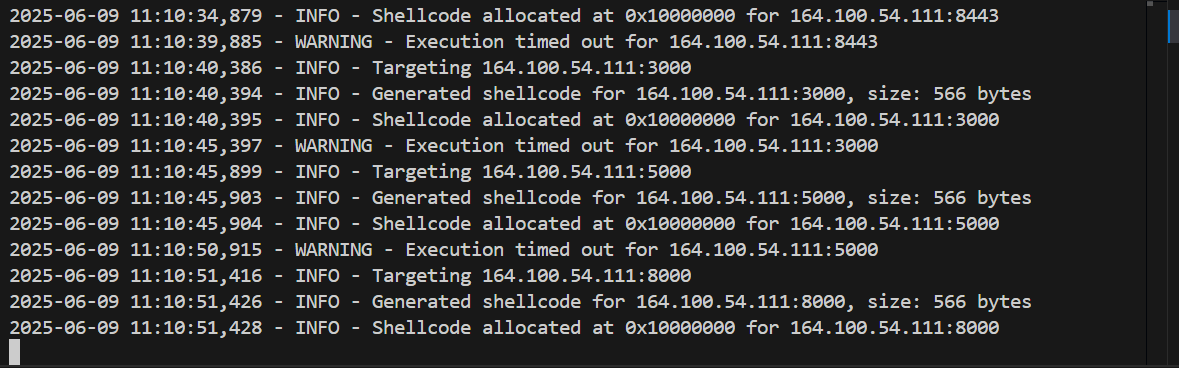 2025-06-09 11:10:34,879 - INFO - Shellcode allocated at 0x10000000 for 164.100.54.111:8443
2025-06-09 11:10:39,885 - WARNING - Execution timed out for 164.100.54.111:8443
2025-06-09 11:10:40,386 - INFO - Targeting 164.100.54.111:3000
2025-06-09 11:10:40,394 - INFO - Generated shellcode for 164.100.54.111:3000, size: 566 bytes
2025-06-09 11:10:40,395 - INFO - Shellcode allocated at 0x10000000 for 164.100.54.111:3000
2025-06-09 11:10:45,397 - WARNING - Execution timed out for 164.100.54.111:3000
2025-06-09 11:10:45,899 - INFO - Targeting 164.100.54.111:5000
2025-06-09 11:10:45,903 - INFO - Generated shellcode for 164.100.54.111:5000, size: 566 bytes
2025-06-09 11:10:45,904 - INFO - Shellcode allocated at 0x10000000 for 164.100.54.111:5000
2025-06-09 11:10:50,915 - WARNING - Execution timed out for 164.100.54.111:5000
2025-06-09 11:10:51,416 - INFO - Targeting 164.100.54.111:8000
2025-06-09 11:10:51,426 - INFO - Generated shellcode for 164.100.54.111:8000, size: 566 bytes
2025-06-09 11:10:51,428 - INFO - Shellcode allocated at 0x10000000 for 164.100.54.111:8000